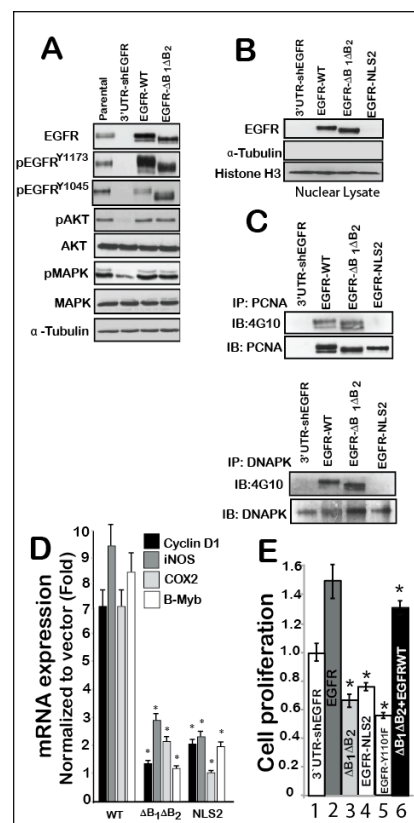 A
Parental
3'UTR-shEGFR
EGFR-WT
EGFR-ΔB1ΔB2
EGFR
pEGFR Y1173
pEGFR Y1045
pAKT
AKT
pMAPK
MAPK
α-Tubulin
B
3'UTR-shEGFR
EGFR-WT
EGFR-ΔB1ΔB2
EGFR-NLS2
EGFR
α-Tubulin
Histone H3
Nuclear Lysate
C
3'UTR-shEGFR
EGFR-WT
EGFR-ΔB1ΔB2
EGFR-NLS2
IP: PCNA
IB:4G10
IB: PCNA
3'UTR-shEGFR
EGFR-WT
EGFR-ΔB1ΔB2
EGFR-NLS2
IP: DNAPK
IB:4G10
IB: DNAPK
D
mRNA expression
Normalized to vector (Fold)
10
9
8
7
6
5
4
3
2
1
0
Cyclin D1
iNOS
COX2
B-Myb
* * * * * * * *
WT
ΔB1ΔB2
NLS2
E
Cell proliferation
1.6
1.4
1.2
1.0
0.8
0.6
0.4
0.2
0
* * * *
3'UTR-shEGFR
EGFR
ΔB1ΔB2
EGFR-NLS2
EGFR-Y1101F
ΔB1ΔB2+EGFRWT
1 2 3 4 5 6